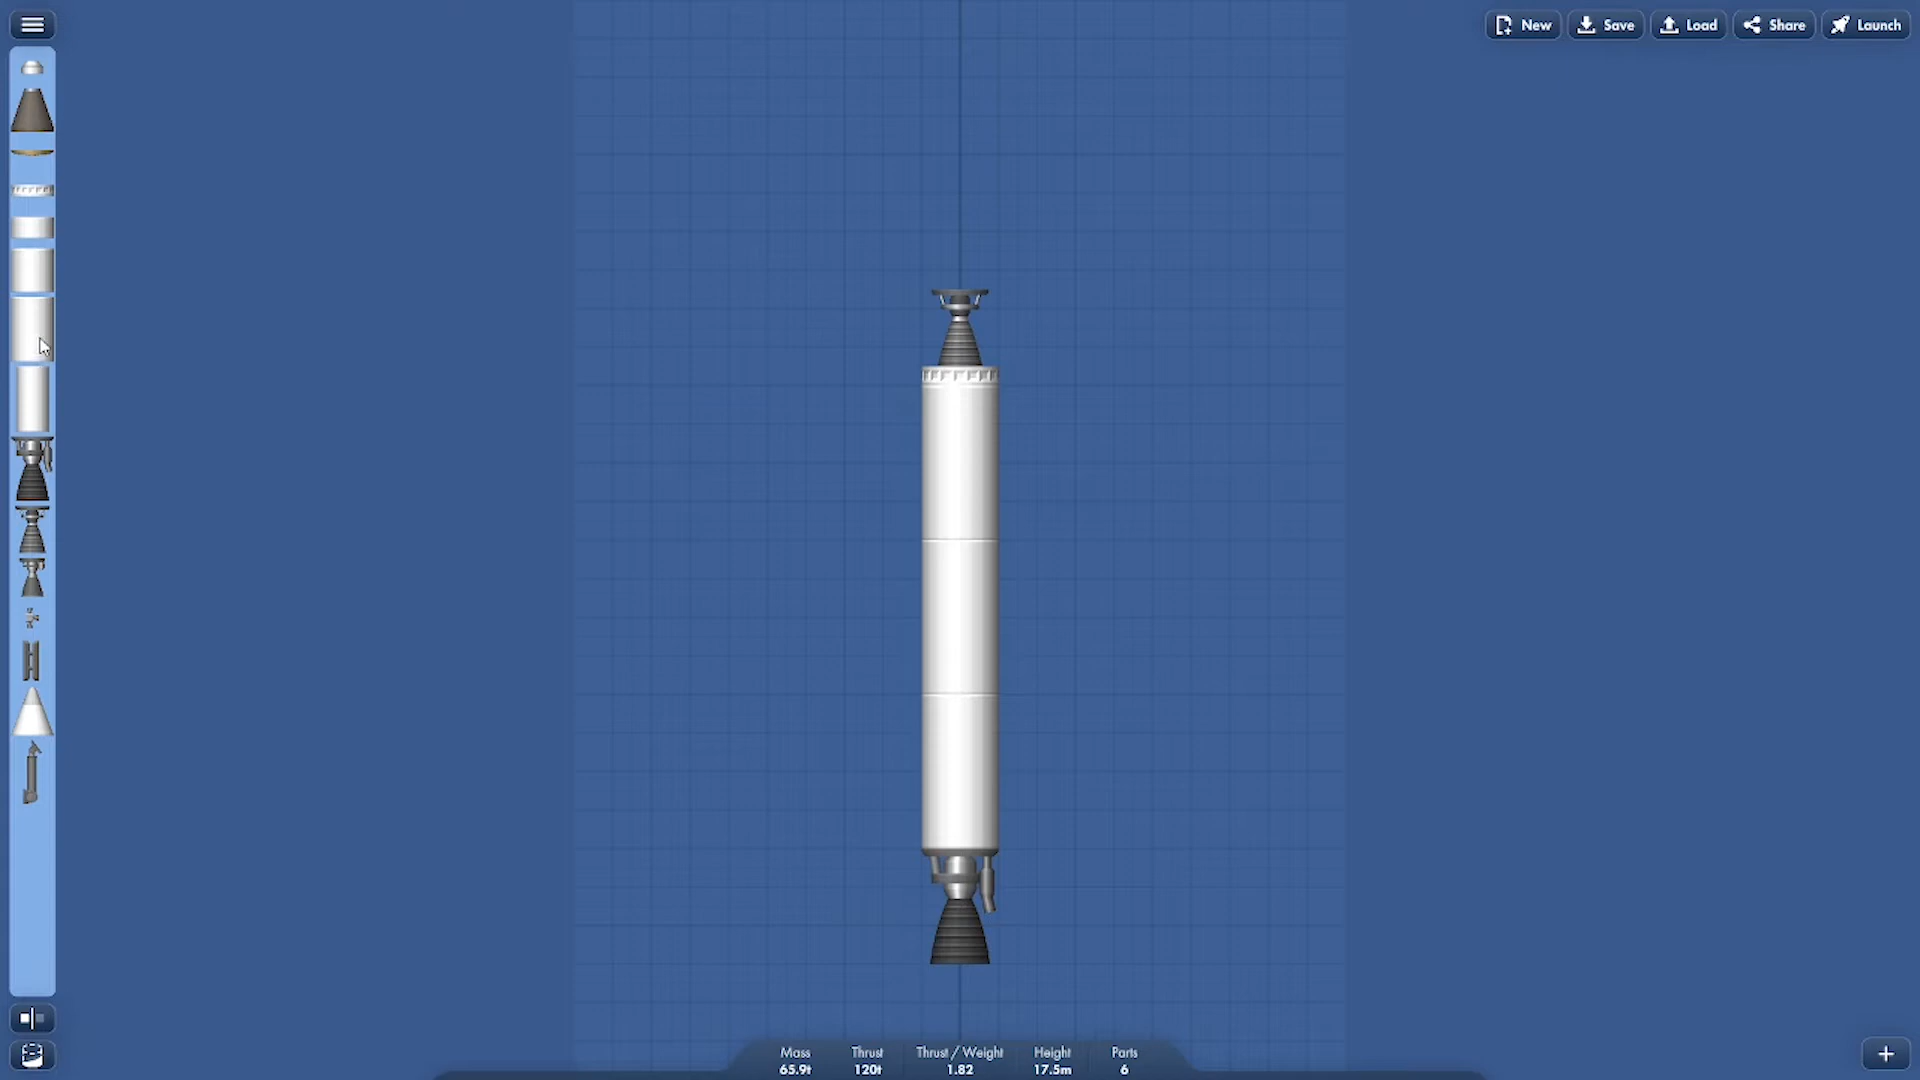 New Save Load Share Launch
Mass Thrust Thrust / Weight Height Parts
65.9t 120t 1.82 17.5m 6